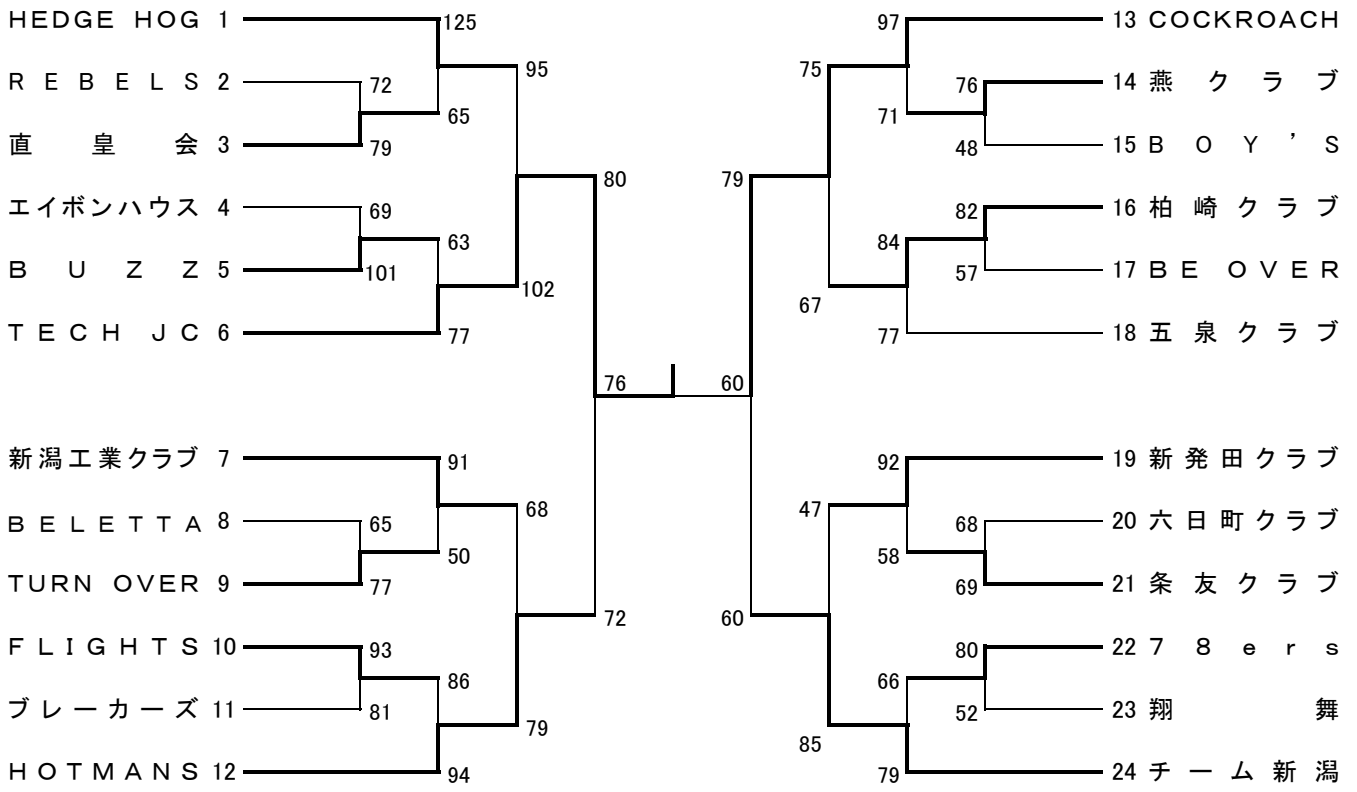 HEDGE HOG 1 125 97 13 COCKROACH
95 75
REBELS 2 72 76 14 燕クラブ
65 71
直皇会 3 79 48 15 BOY'S
80 79
エイボンハウス 4 69 82 16 柏崎クラブ
63 84
BUZZ 5 101 57 17 BE OVER
102 67
TECH JC 6 77 77 18 五泉クラブ
76 60
新潟工業クラブ 7 91 92 19 新発田クラブ
68 47
BELETTA 8 65 68 20 六日町クラブ
50 58
TURN OVER 9 77 69 21 条友クラブ
72 60
FLIGHTS 10 93 80 22 78ers
86 66
ブレーカーズ 11 81 52 23 翔舞
79 85
HOTMANS 12 94 79 24 チーム新潟